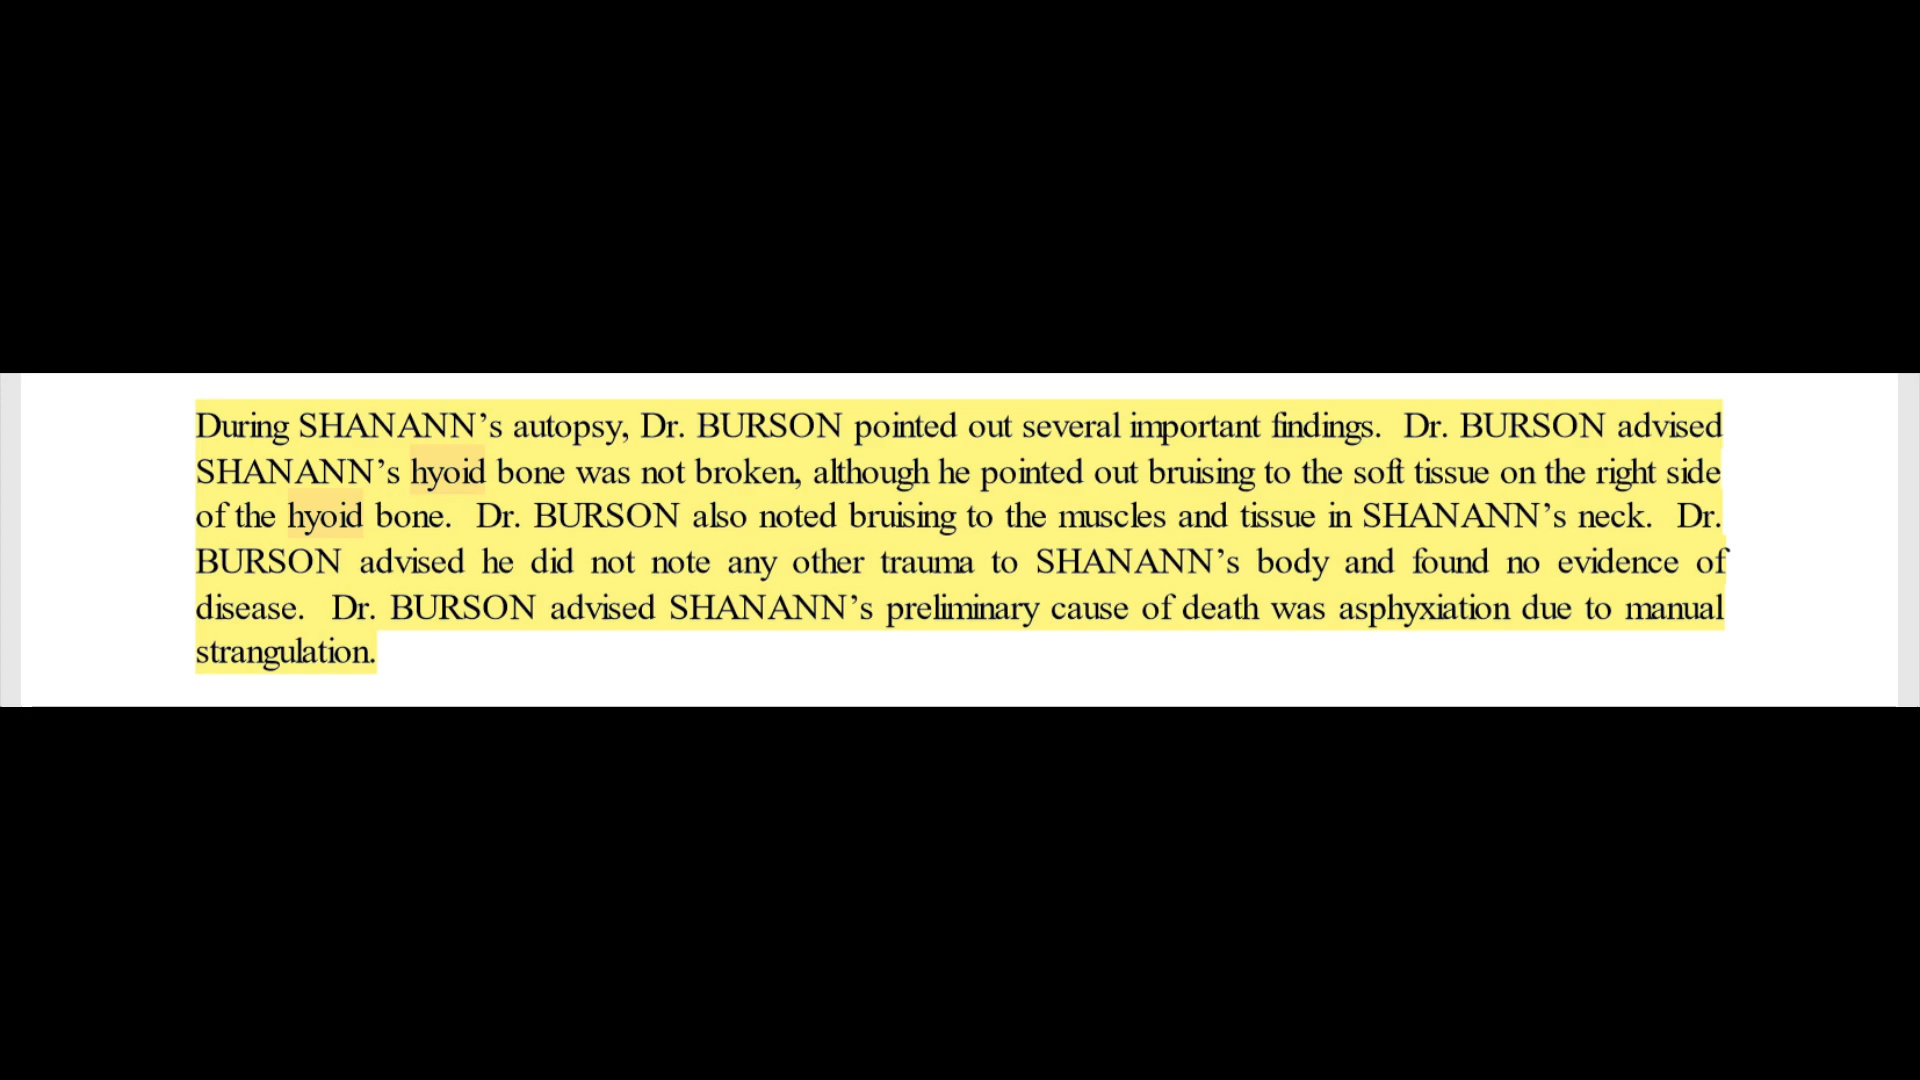 During SHANANN’s autopsy, Dr. BURSON pointed out several important findings.  Dr. BURSON advised
SHANANN’s hyoid bone was not broken, although he pointed out bruising to the soft tissue on the right side
of the hyoid bone.  Dr. BURSON also noted bruising to the muscles and tissue in SHANANN’s neck.  Dr.
BURSON advised he did not note any other trauma to SHANANN’s body and found no evidence of
disease.  Dr. BURSON advised SHANANN’s preliminary cause of death was asphyxiation due to manual
strangulation.